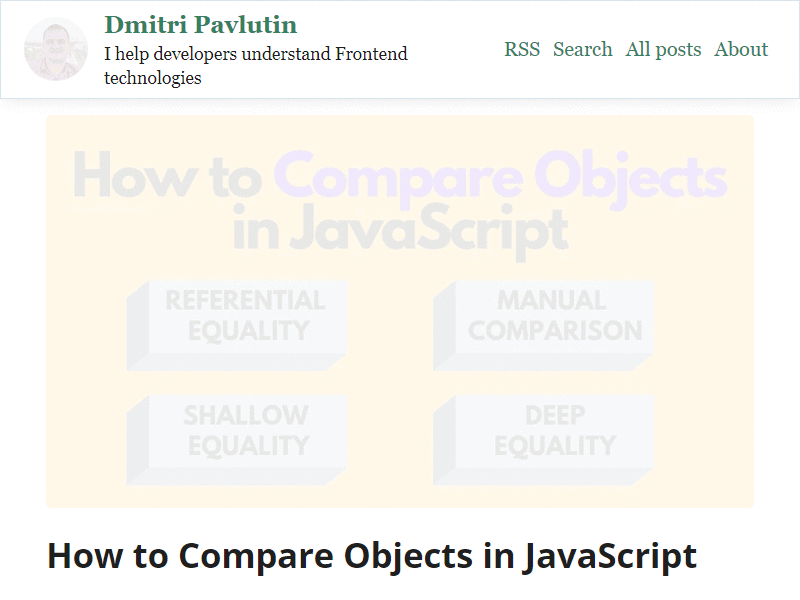 Dmitri Pavlutin
I help developers understand Frontend
technologies
RSS Search All posts About
How to Compare Objects
in JavaScript
REFERENTIAL
EQUALITY
MANUAL
COMPARISON
SHALLOW
EQUALITY
DEEP
EQUALITY
How to Compare Objects in JavaScript